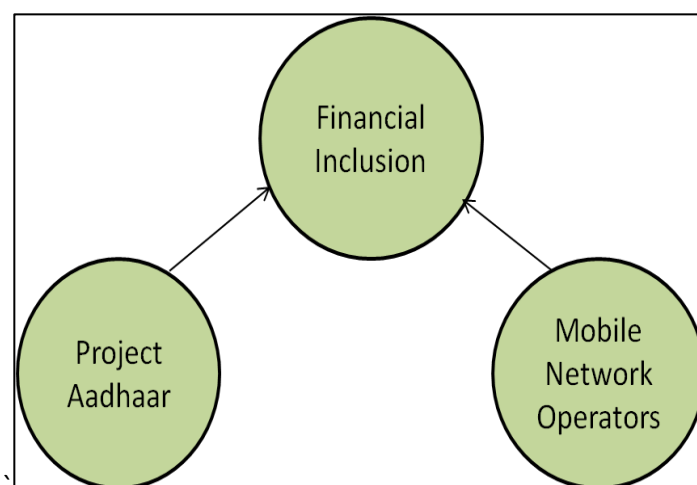 Financial
Inclusion
Project
Aadhaar
Mobile
Network
Operators
`